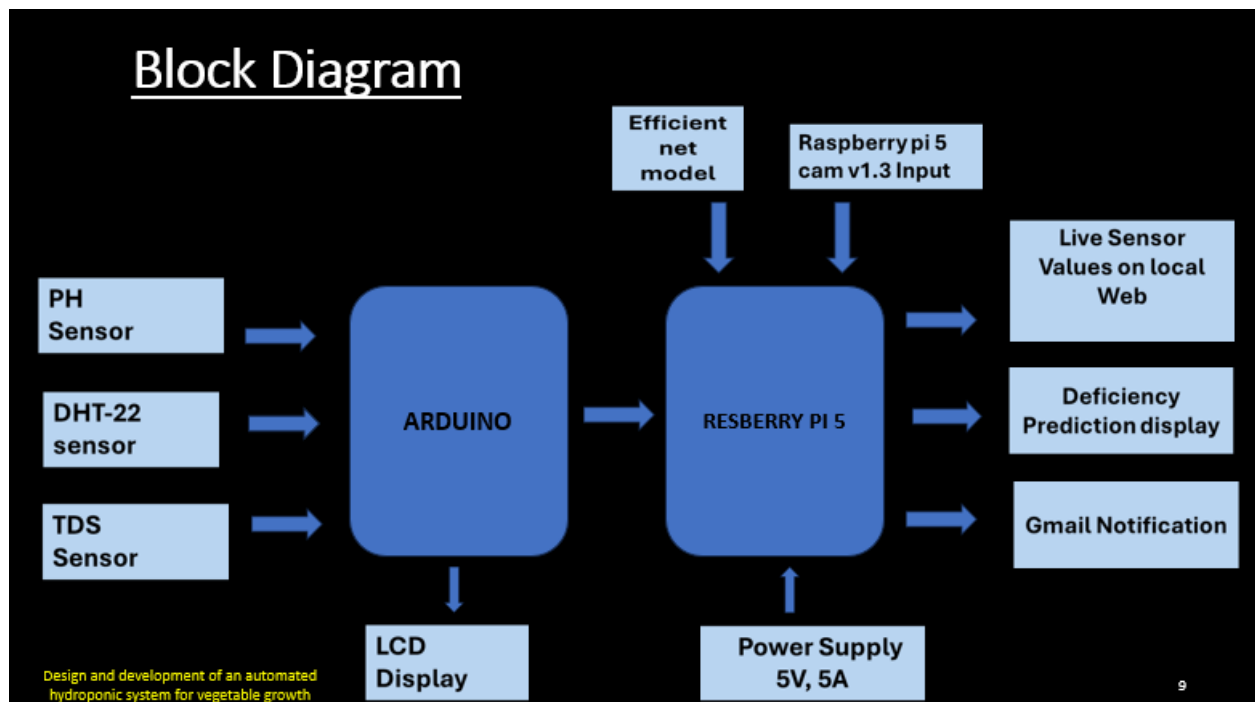 Block Diagram
Efficient
net
model
Raspberry pi 5
cam v1.3 Input
Live Sensor
Values on local
Web
PH
Sensor
DHT-22
sensor
TDS
Sensor
ARDUINO
RESBERRY PI 5
Deficiency
Prediction display
Gmail Notification
LCD
Display
Power Supply
5V, 5A
Design and development of an automated
hydroponic system for vegetable growth
9